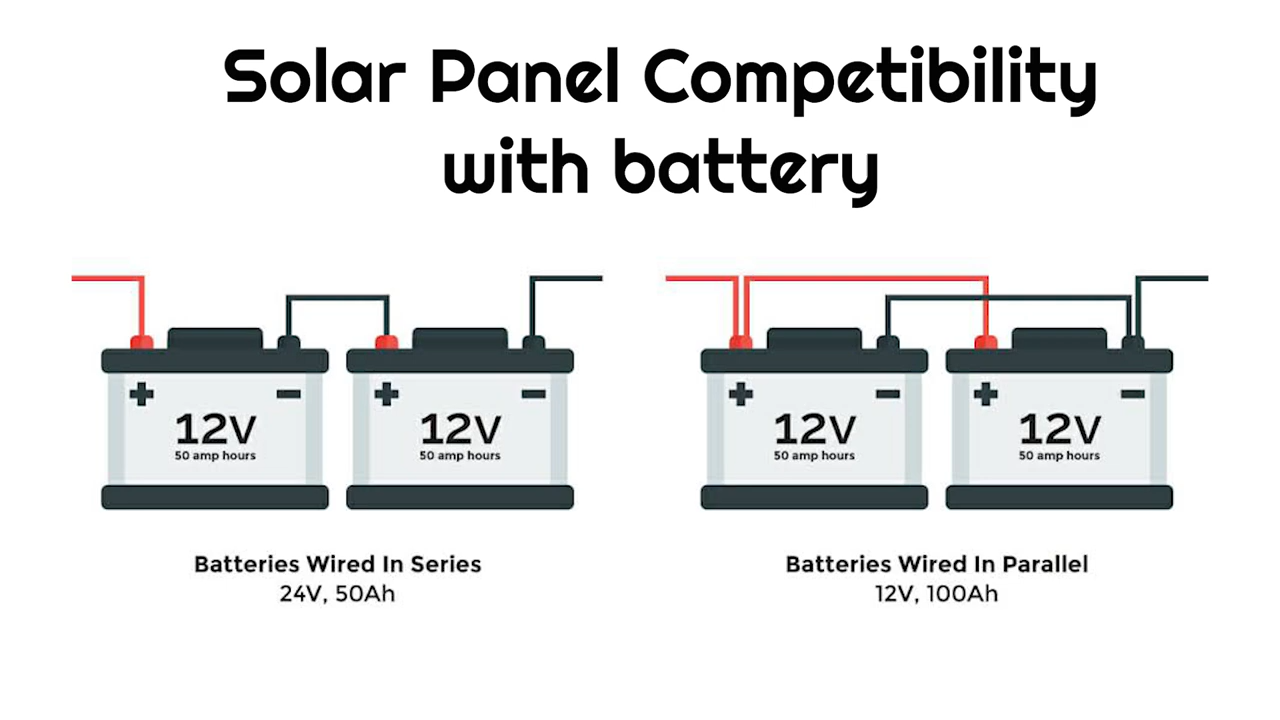 Solar Panel Competibility
with battery
+ − + − + − + −
12V 12V 12V 12V
50 amp hours 50 amp hours 50 amp hours 50 amp hours
Batteries Wired In Series
24V, 50Ah
Batteries Wired In Parallel
12V, 100Ah